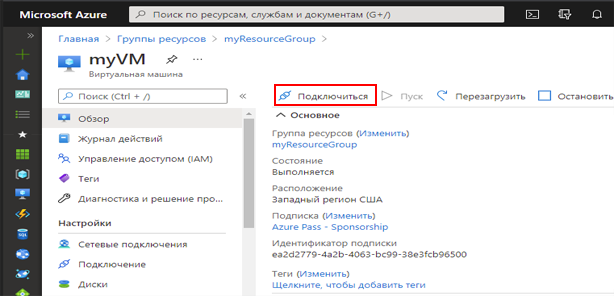 Microsoft Azure
Поиск по ресурсам, службам и документам (G+/)
Главная > Группы ресурсов > myResourceGroup >
myVM
Виртуальная машина
Поиск (Ctrl + /)
«
Обзор
Журнал действий
Управление доступом (IAM)
Теги
Диагностика и решение про...
Настройки
Сетевые подключения
Подключение
Диски
Подключиться Пуск Перезагрузить Остановить
Основное
Группа ресурсов (Изменить)
myResourceGroup
Состояние
Выполняется
Расположение
Западный регион США
Подписка (Изменить)
Azure Pass - Sponsorship
Идентификатор подписки
ea2d2779-4a2b-4063-bc99-38e3fcb96500
Теги (Изменить)
Щелкните, чтобы добавить теги